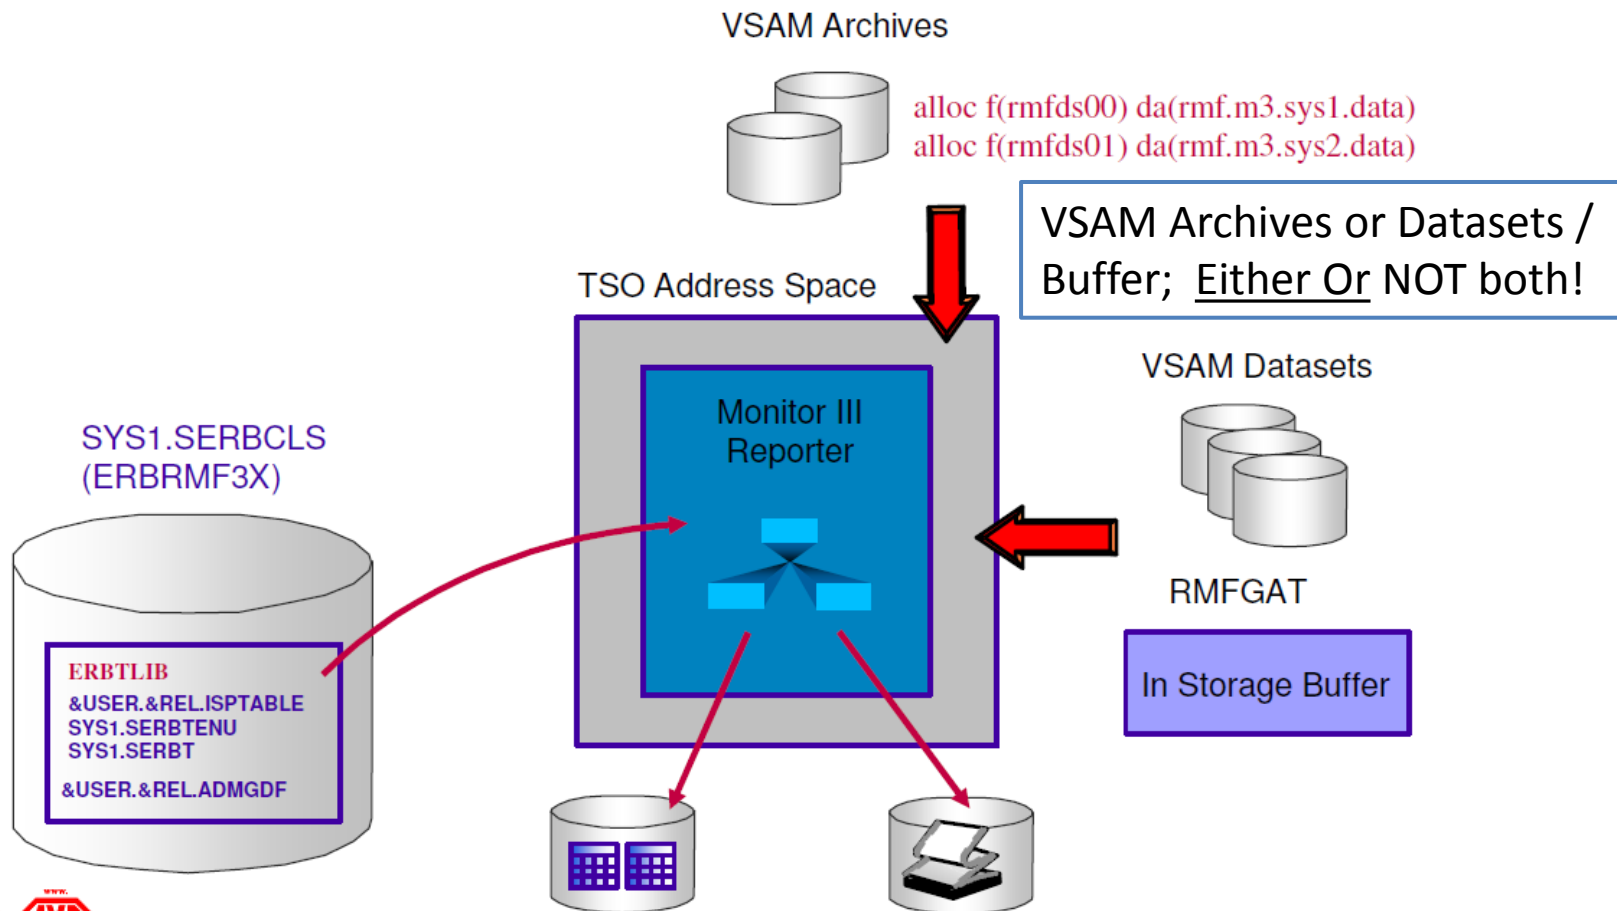 VSAM Archives
alloc f(rmfds00) da(rmf.m3.sys1.data)
alloc f(rmfds01) da(rmf.m3.sys2.data)
VSAM Archives or Datasets /
Buffer; Either Or NOT both!
TSO Address Space
VSAM Datasets
Monitor III
Reporter
SYS1.SERBCLS
(ERBRMF3X)
RMFGAT
In Storage Buffer
ERBTLIB
&USER.&REL.ISPTABLE
SYS1.SERBTENU
SYS1.SERBT
&USER.&REL.ADMGDF
www.